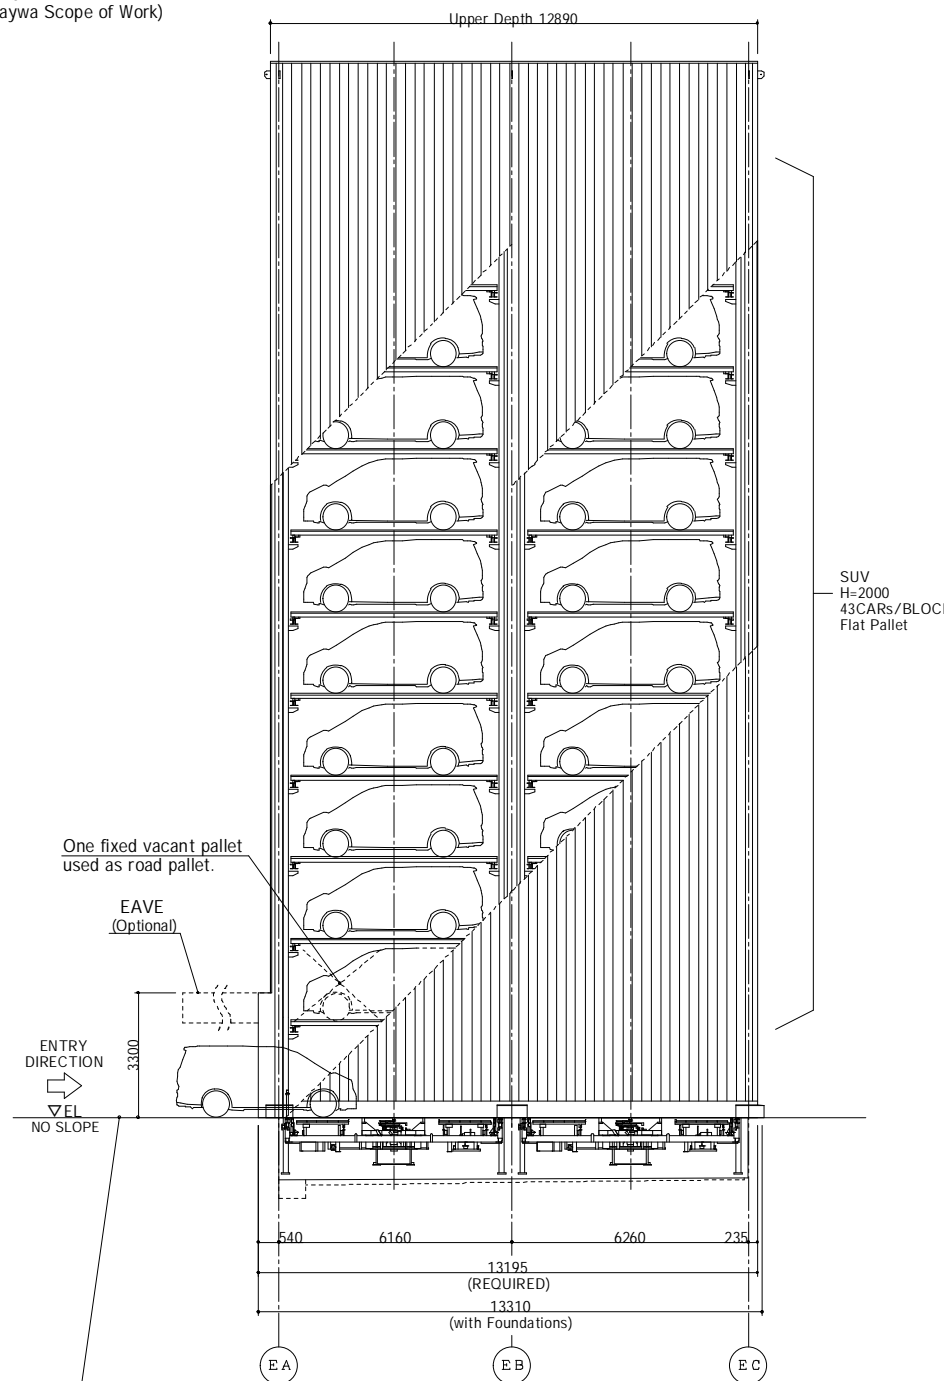 aywa Scope of Work)
Upper Depth 12890
SUV
H=2000
43CARs/BLOC
Flat Pallet
One fixed vacant pallet
used as road pallet.
EAVE
(Optional)
3300
ENTRY
DIRECTION
EL
NO SLOPE
540
6160
6260
235
13195
(REQUIRED)
13310
(with Foundations)
EA
EB
EC